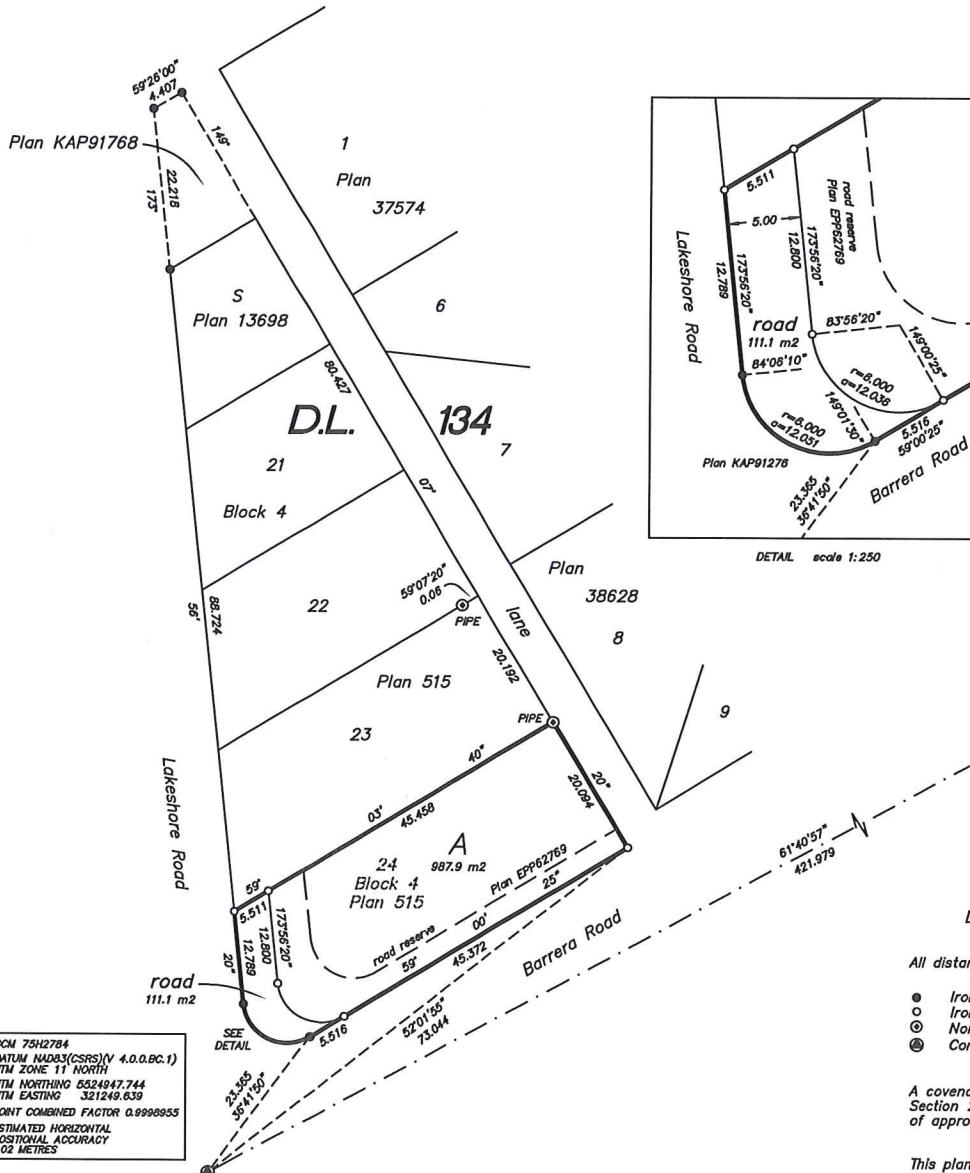 59°26'00"
4.407
Plan KAP91768
22.218
173°
149°
1
Plan
37574
S
Plan 13698
6
80.427
D.L. 134
7
21
Block 4
07'
56'
88.724
22
59°07'20"
0.06
PIPE
lane
Plan
38628
8
20.192
Plan 515
23
PIPE
9
Lakeshore Road
40"
03'
45.458
20"
20.094
A
987.9 m2
24
Block 4
Plan 515
Plan EPP62769
road reserve
25"
00'
59°
45.372
59°
5.511
173°56'20"
12.800
12.789
20"
road
111.1 m2
SEE
DETAIL
5.516
52°01'55"
73.044
Barrera Road
61°40'57"
421.979
23.365
36°41'50"
5.511
5.00
road reserve
Plan EPP62769
Lakeshore Road
173°56'20"
12.789
173°56'20"
12.800
road
111.1 m2
83°56'20"
84°06'10"
149°00'25"
r=8.000
a=12.036
149°01'30"
r=8.000
a=12.051
5.516
59°00'25"
Plan KAP91276
23.365
36°41'50"
Barrera Road
DETAIL scale 1:250
GCM 75H2784
DATUM NAD83(CSRS)(V 4.0.0.BC.1)
UTM ZONE 11 NORTH
UTM NORTHING 5524947.744
UTM EASTING 321249.639
POINT COMBINED FACTOR 0.9998955
ESTIMATED HORIZONTAL
POSITIONAL ACCURACY
.02 METRES
All distan
Iron
Iron
Non
Con
A covena
Section
of appro
This plan